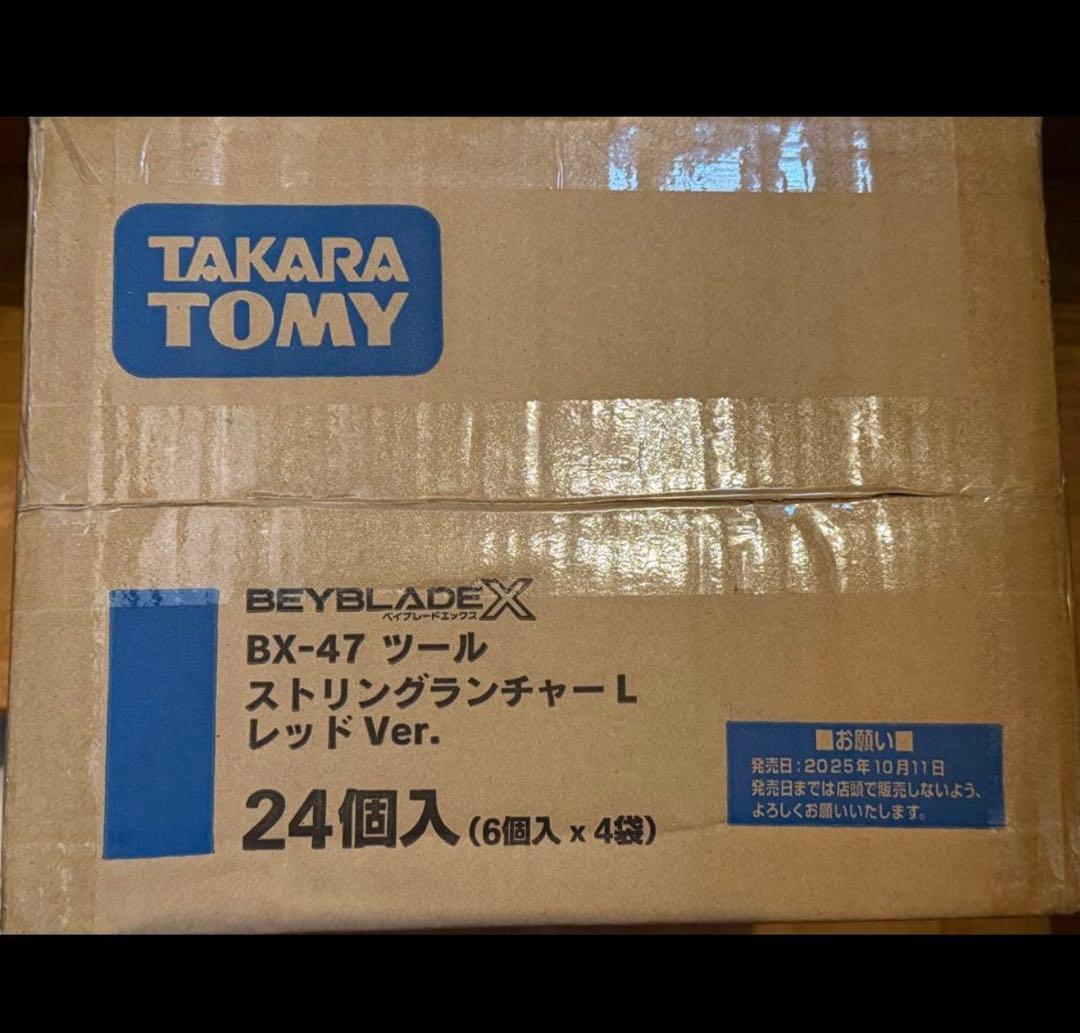 TAKARA
TOMY
BEYBLADE X
ベイブレードエックス
BX-47 ツール
ストリングランチャーL
レッドVer.
24個入(6個入 x 4袋)
■お願い■
発売日:2025年10月11日
発売日までは店頭で販売しないよう、
よろしくお願いいたします。